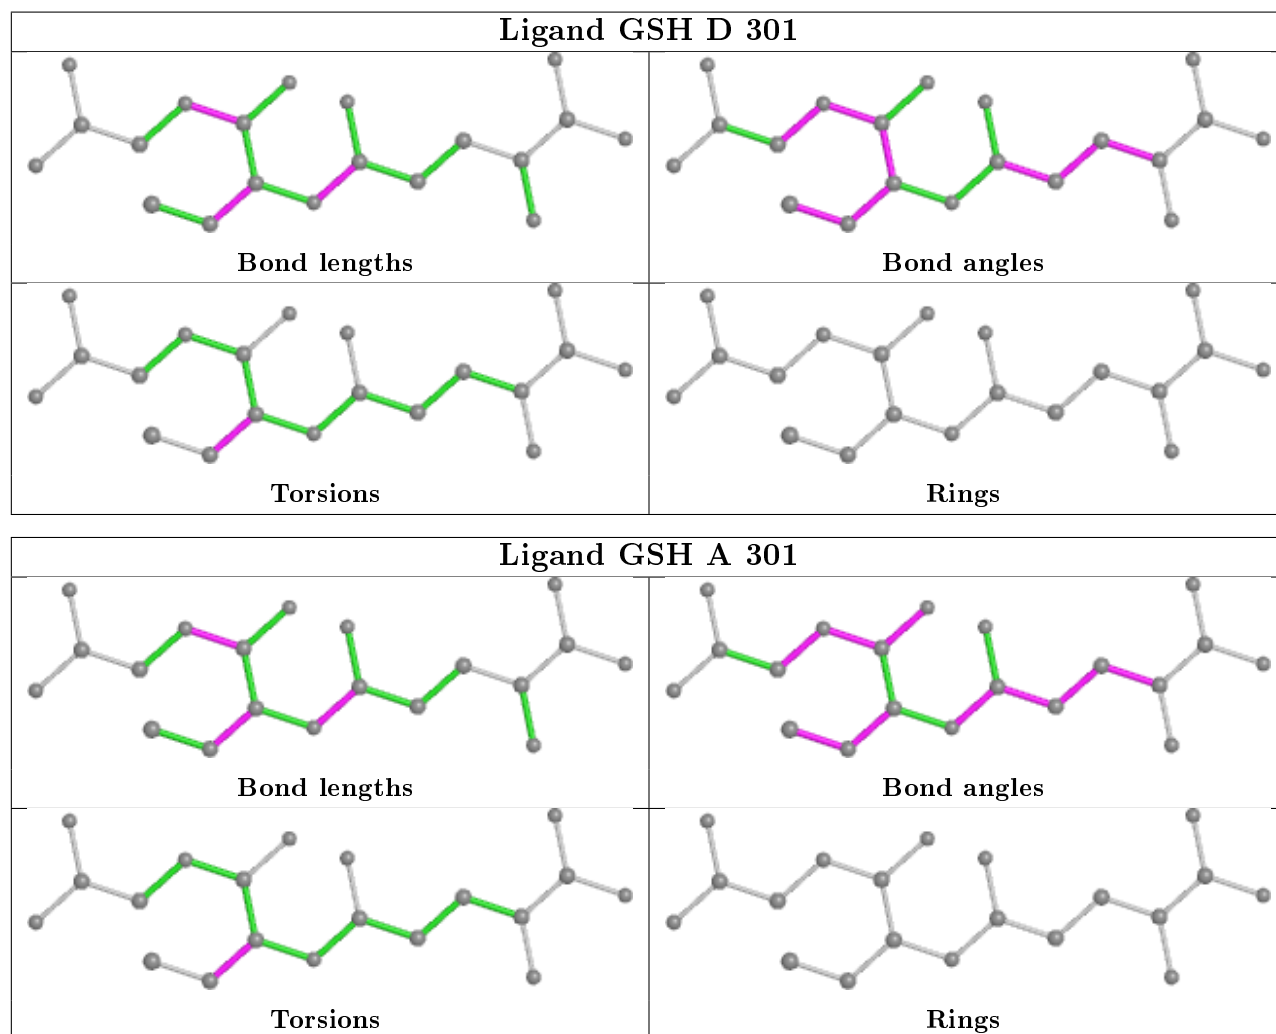 Ligand GSH D 301
Bond lengths
Bond angles
Torsions
Rings
Ligand GSH A 301
Bond lengths
Bond angles
Torsions
Rings